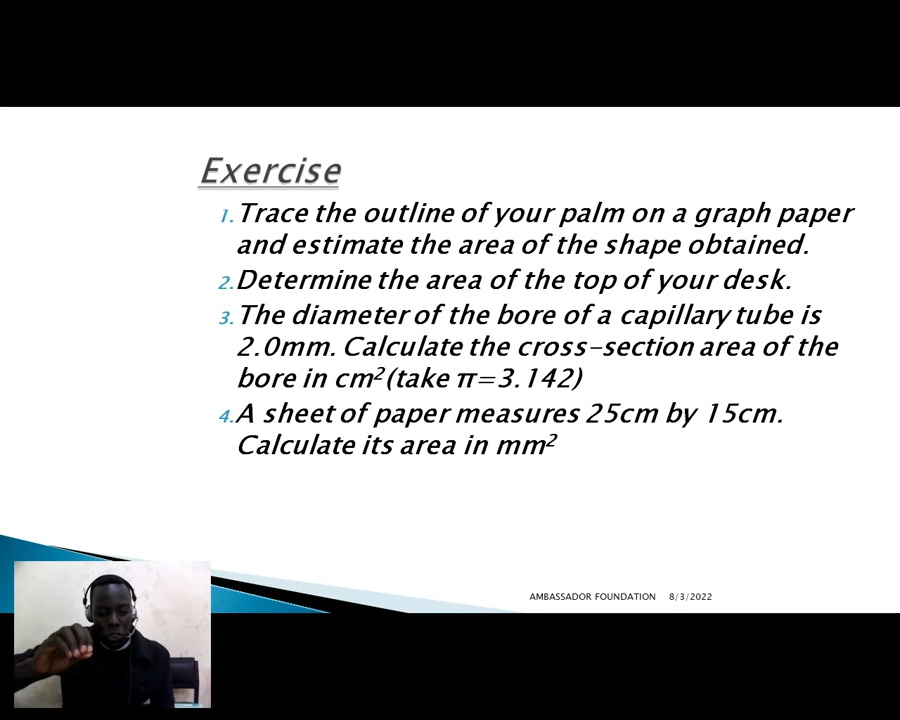 Exercise
1. Trace the outline of your palm on a graph paper
and estimate the area of the shape obtained.
2. Determine the area of the top of your desk.
3. The diameter of the bore of a capillary tube is
2.0mm. Calculate the cross-section area of the
bore in cm²(take π=3.142)
4. A sheet of paper measures 25cm by 15cm.
Calculate its area in mm²
AMBASSADOR FOUNDATION 8/3/2022